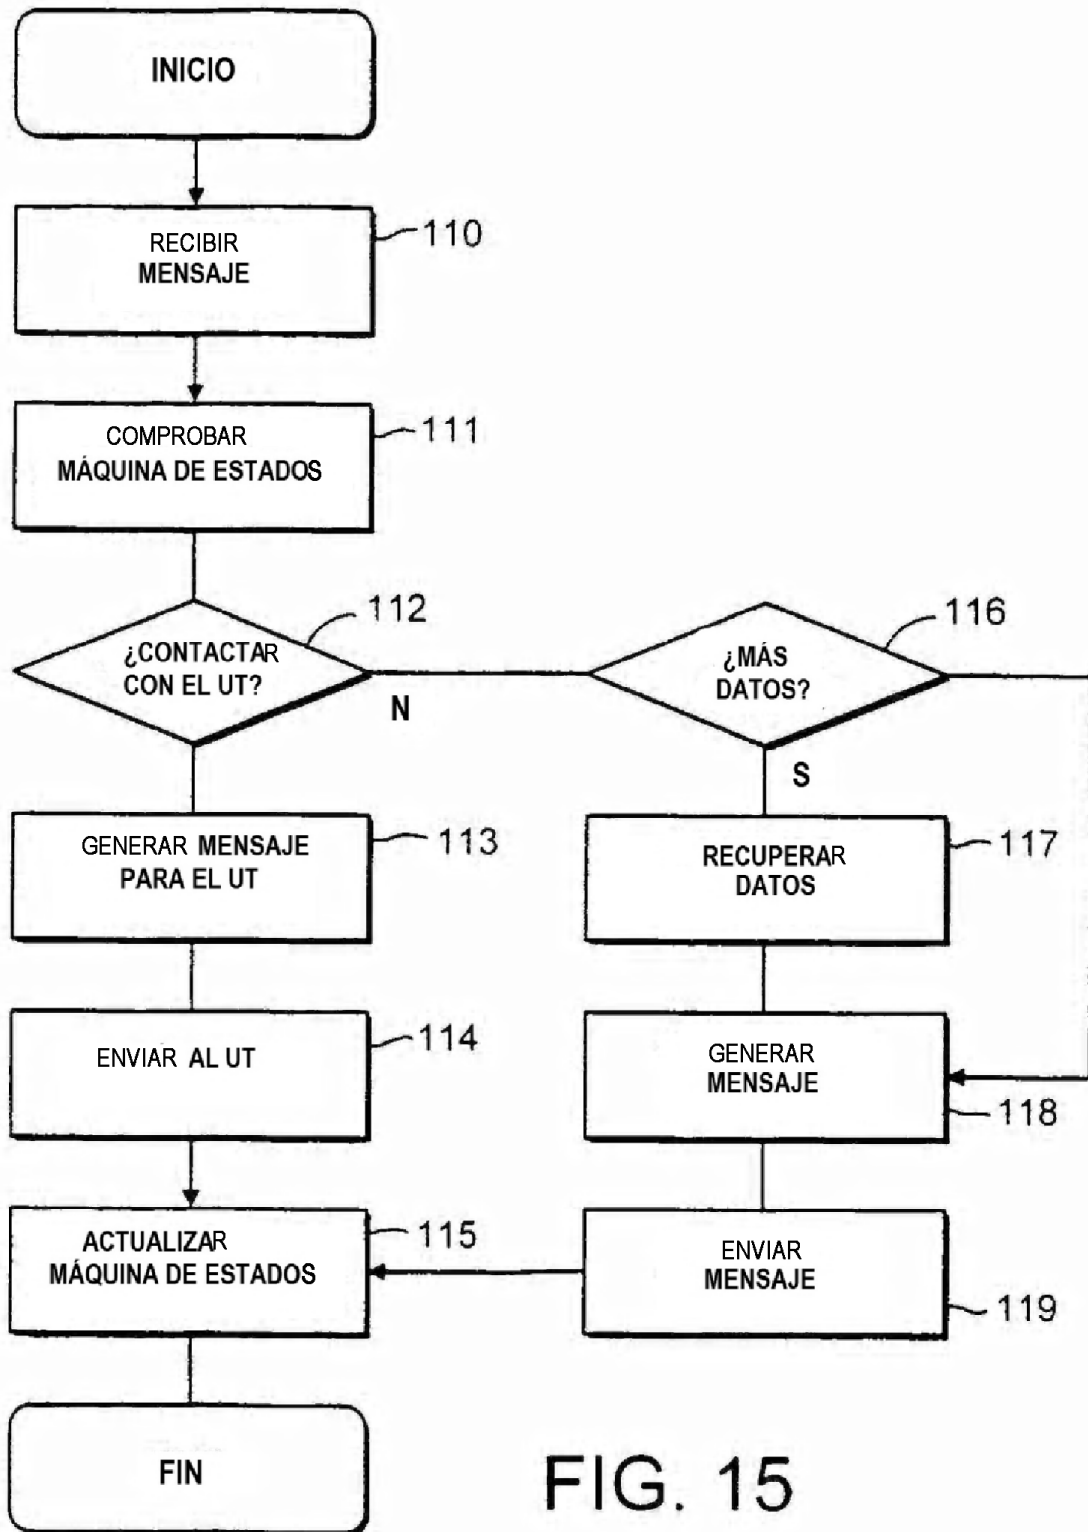 INICIO
RECIBIR
MENSAJE
110
COMPROBAR
MÁQUINA DE ESTADOS
111
¿CONTACTAR
CON EL UT?
112
N
¿MÁS
DATOS?
116
S
GENERAR MENSAJE
PARA EL UT
113
RECUPERAR
DATOS
117
ENVIAR AL UT
114
GENERAR
MENSAJE
118
ACTUALIZAR
MÁQUINA DE ESTADOS
115
ENVIAR
MENSAJE
119
FIN
FIG. 15